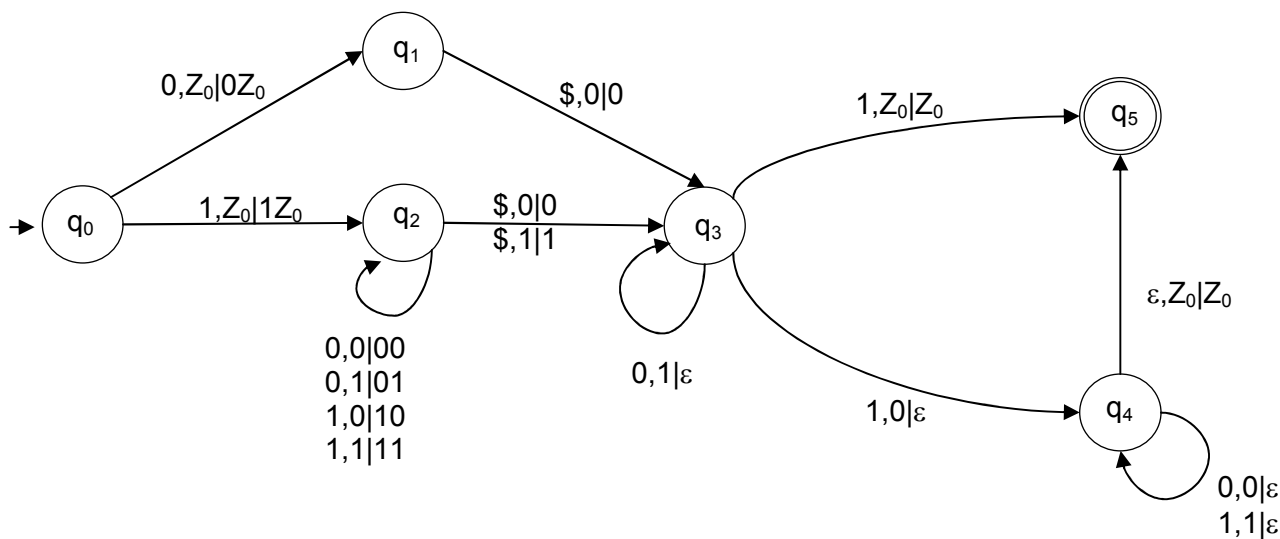 q₁
0,Z₀|0Z₀
$,0|0
1,Z₀|Z₀
q₅
q₀
1,Z₀|1Z₀
q₂
$,0|0
$,1|1
q₃
ε,Z₀|Z₀
0,0|00
0,1|01
1,0|10
1,1|11
0,1|ε
1,0|ε
q₄
0,0|ε
1,1|ε